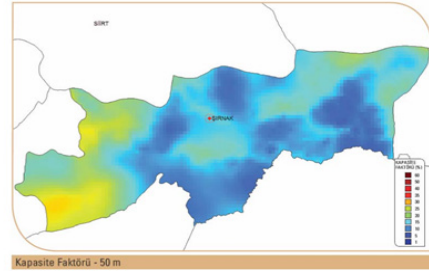 SİİRT
ŞIRNAK
KAPASİTE
FAKTÖRÜ (%)
Kapasite Faktörü - 50 m